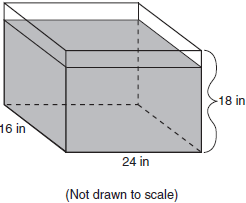 18 in
16 in
24 in
(Not drawn to scale)